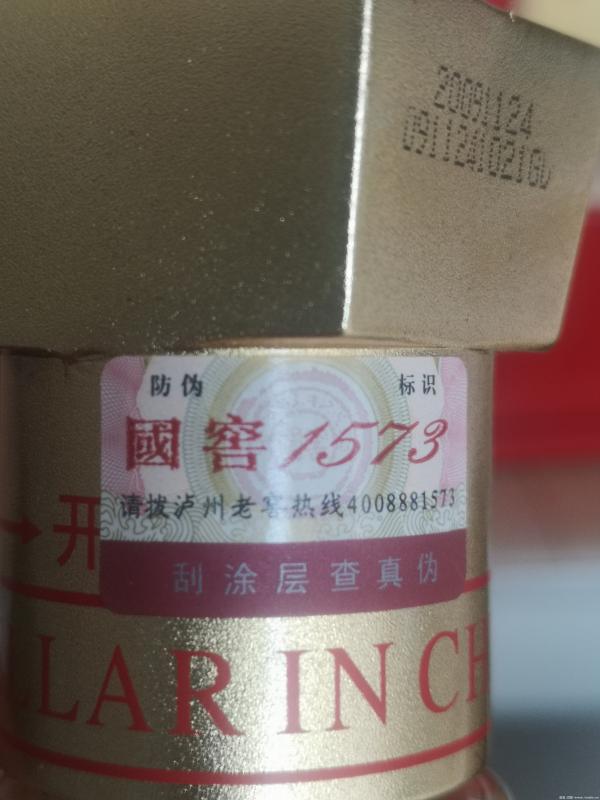 20091124
防伪 标识
國窖1573
请拨泸州老窖热线4008881573
开
刮涂层查真伪
LLAR IN CH